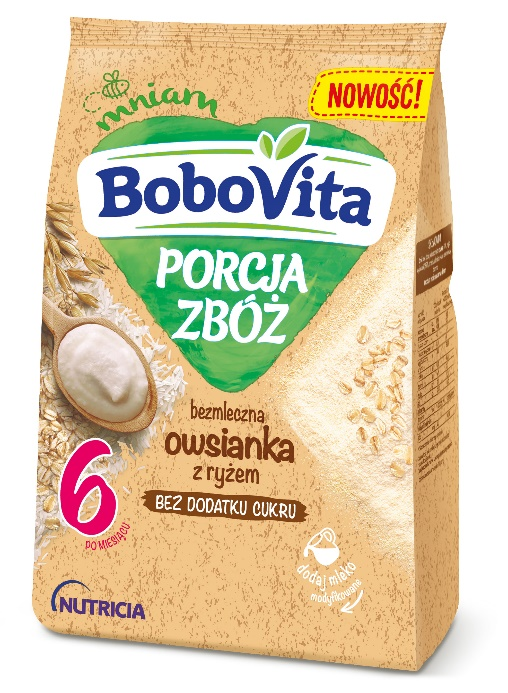 mniam
NOWOŚĆ!
BoboVita
PORCJA
ZBÓŻ
bezmleczna
owsianka
z ryżem
BEZ DODATKU CUKRU
6
PO MIESIĄCU
dodaj mleko
modyfikowane
NUTRICIA